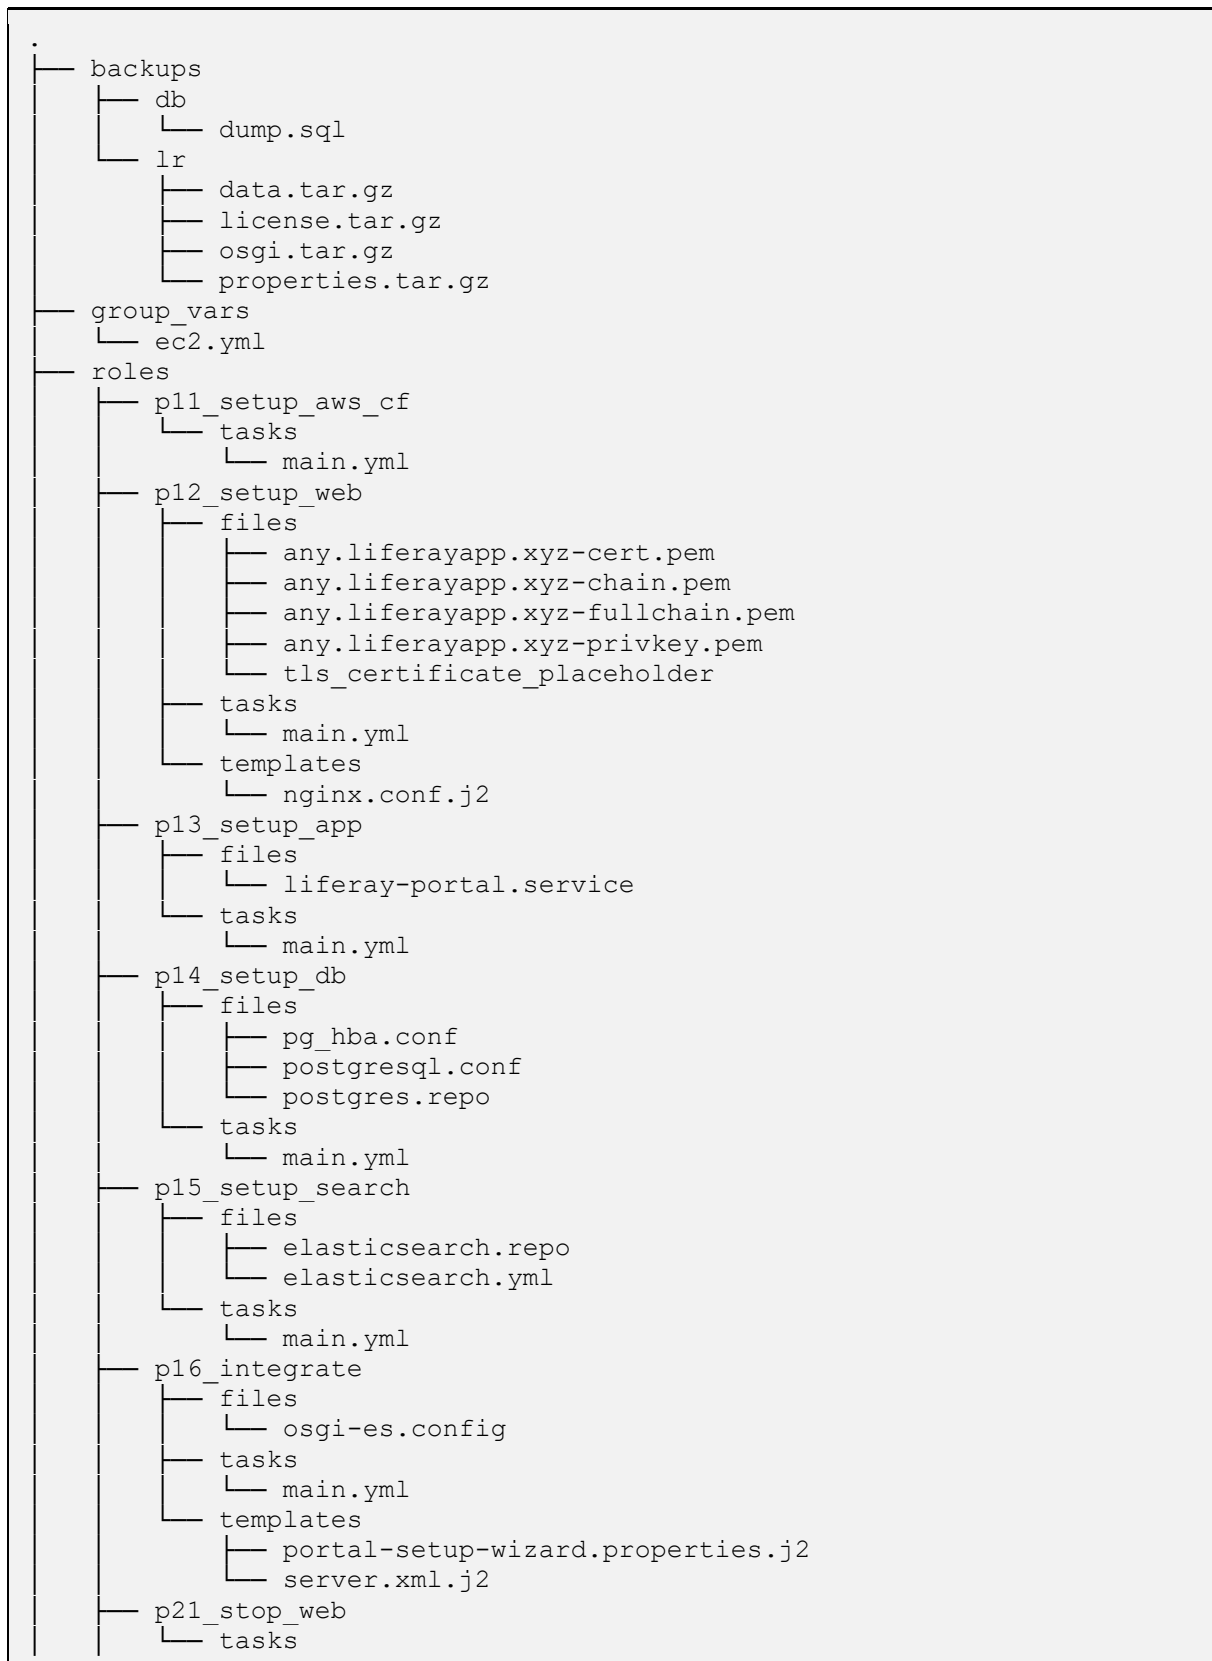 .
├── backups
│   ├── db
│   │   └── dump.sql
│   └── lr
│       ├── data.tar.gz
│       ├── license.tar.gz
│       ├── osgi.tar.gz
│       └── properties.tar.gz
├── group_vars
│   └── ec2.yml
├── roles
│   ├── p11_setup_aws_cf
│   │   └── tasks
│   │       └── main.yml
│   ├── p12_setup_web
│   │   ├── files
│   │   │   ├── any.liferayapp.xyz-cert.pem
│   │   │   ├── any.liferayapp.xyz-chain.pem
│   │   │   ├── any.liferayapp.xyz-fullchain.pem
│   │   │   ├── any.liferayapp.xyz-privkey.pem
│   │   │   └── tls_certificate_placeholder
│   │   ├── tasks
│   │   │   └── main.yml
│   │   └── templates
│   │       └── nginx.conf.j2
│   ├── p13_setup_app
│   │   ├── files
│   │   │   └── liferay-portal.service
│   │   └── tasks
│   │       └── main.yml
│   ├── p14_setup_db
│   │   ├── files
│   │   │   ├── pg_hba.conf
│   │   │   ├── postgresql.conf
│   │   │   └── postgres.repo
│   │   └── tasks
│   │       └── main.yml
│   ├── p15_setup_search
│   │   ├── files
│   │   │   ├── elasticsearch.repo
│   │   │   └── elasticsearch.yml
│   │   └── tasks
│   │       └── main.yml
│   ├── p16_integrate
│   │   ├── files
│   │   │   └── osgi-es.config
│   │   ├── tasks
│   │   │   └── main.yml
│   │   └── templates
│   │       ├── portal-setup-wizard.properties.j2
│   │       └── server.xml.j2
│   ├── p21_stop_web
│   │   └── tasks